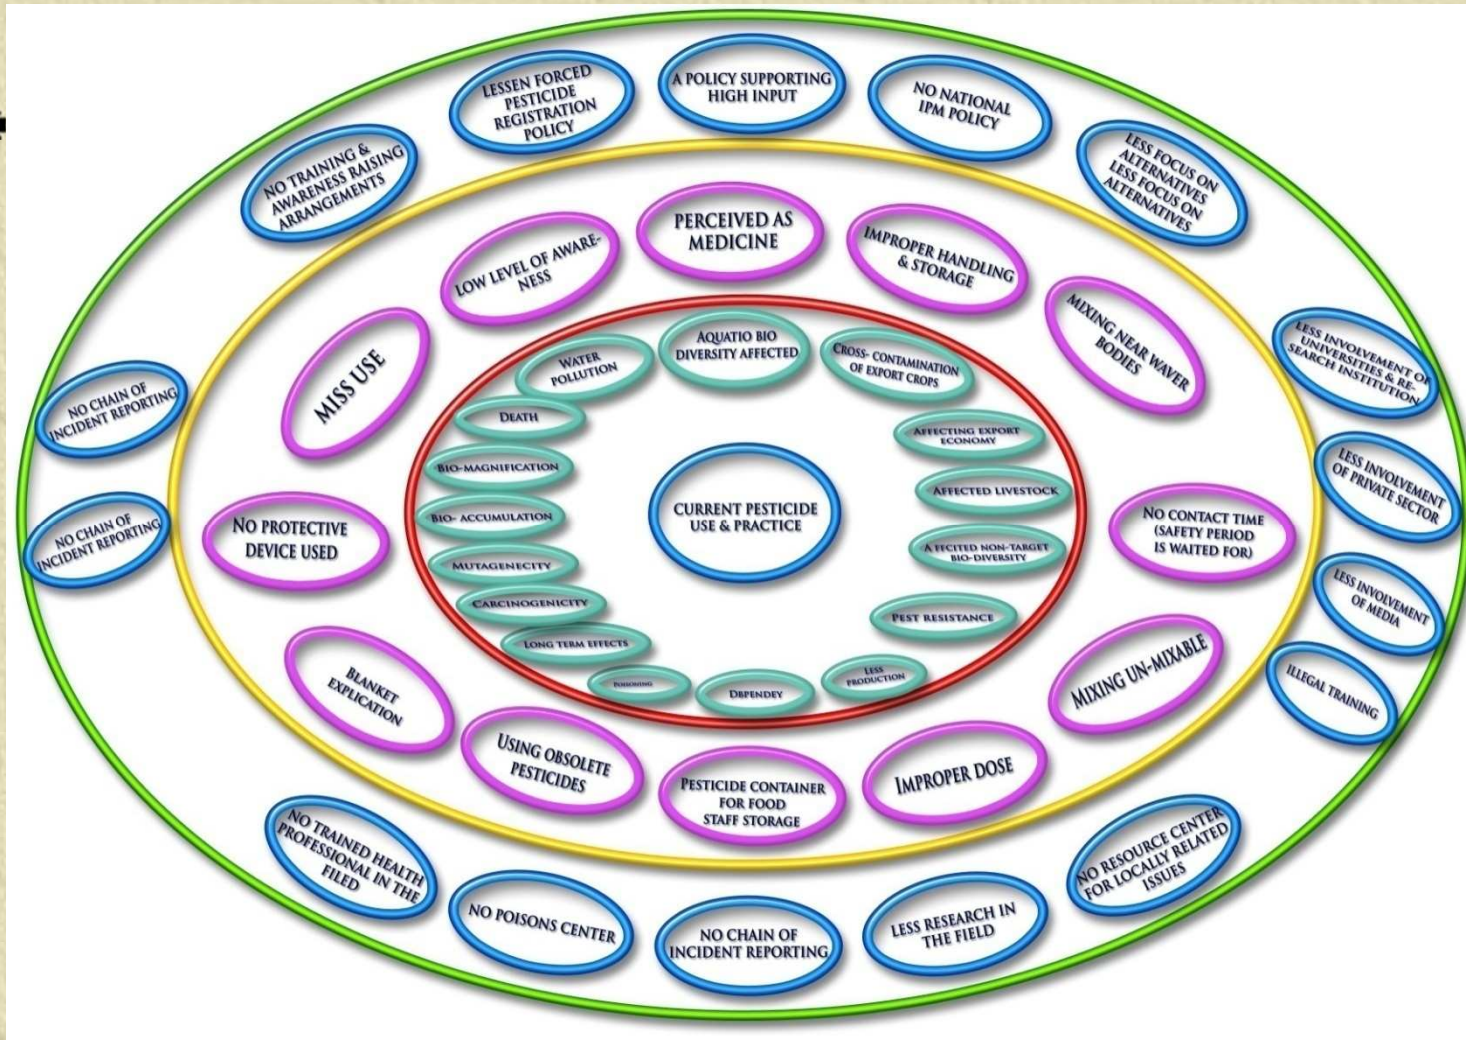 LESSEN FORCED
PESTICIDE
REGISTRATION
POLICY
A POLICY SUPPORTING
HIGH INPUT
NO NATIONAL
IPM POLICY
NO TRAINING &
AWARENESS RAISING
ARRANGEMENTS
LESS FOCUS ON
ALTERNATIVES
LESS FOCUS ON
ALTERNATIVES
LOW LEVEL OF AWARE-
NESS
PERCEIVED AS
MEDICINE
IMPROPER HANDLING
& STORAGE
MIXING NEAR WAVER
BODIES
MISS USE
WATER
POLLUTION
AQUATIO BIO
DIVERSITY AFFECTED
CROSS- CONTAMINATION
OF EXPORT CROPS
LESS INVOLVEMENT OF
UNIVERSITIES & RE-
SEARCH INSTITUTION
NO CHAIN OF
INCIDENT REPORTING
DEATH
AFFECTING EXPORT
ECONOMY
BIO-MAGNIFICATION
AFFECTED LIVESTOCK
LESS INVOLVEMENT
OF PRIVATE SECTOR
NO CHAIN OF
INCIDENT REPORTING
NO PROTECTIVE
DEVICE USED
BIO- ACCUMULATION
CURRENT PESTICIDE
USE & PRACTICE
NO CONTACT TIME
(SAFETY PERIOD
IS WAITED FOR)
MUTAGENECITY
A FFCITED NON-TARGET
BIO-DIVERSITY
CARCINOGENICITY
PEST RESISTANCE
LESS INVOLVEMENT
OF MEDIA
LONG TERM EFFECTS
POISONING
DBPENDEY
LESS
PRODUCTION
ILLEGAL TRAINING
BLANKET
EXPLICATION
MIXING UN-MIXABLE
USING OBSOLETE
PESTICIDES
PESTICIDE CONTAINER
FOR FOOD
STAFF STORAGE
IMPROPER DOSE
NO TRAINED HEALTH
PROFESSIONAL IN THE
FILED
NO POISONS CENTER
NO CHAIN OF
INCIDENT REPORTING
LESS RESEARCH IN
THE FIELD
NO RESOURCE CENTER
FOR LOCALLY RELATED
ISSUES